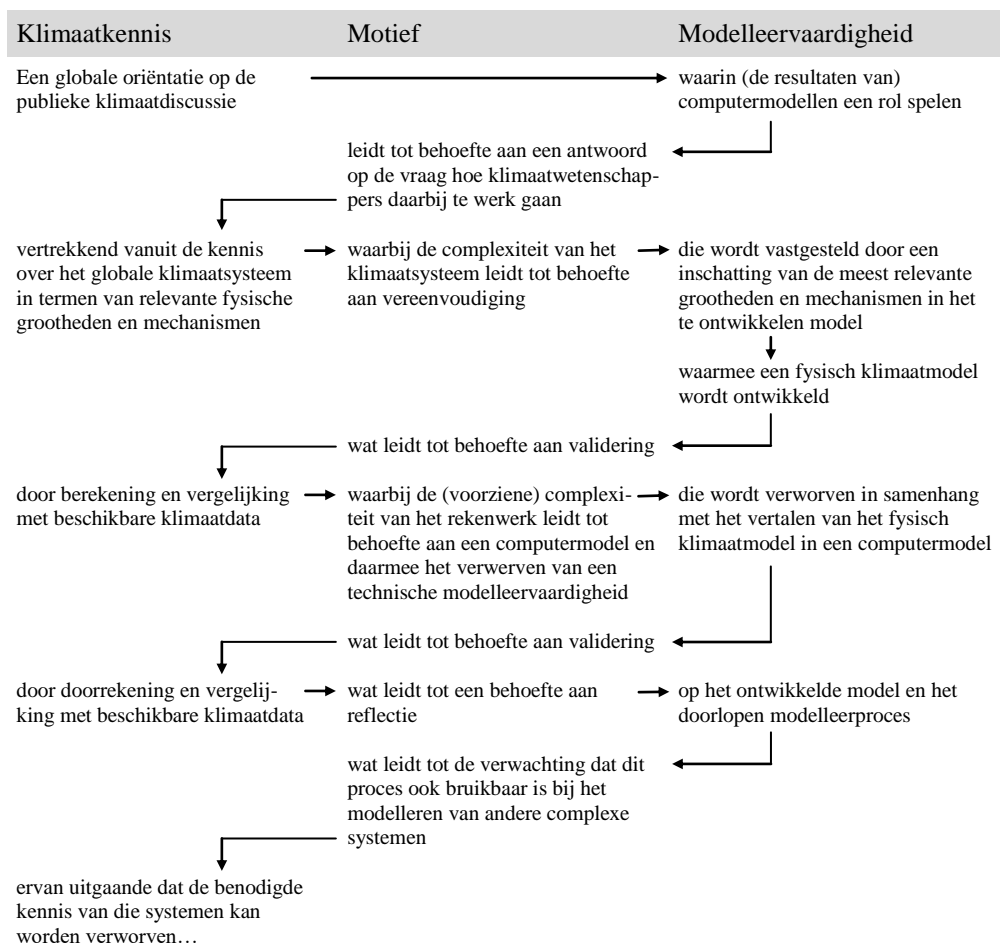 Klimaatkennis Motief Modelleervaardigheid
Een globale oriëntatie op de
publieke klimaatdiscussie
waarin (de resultaten van)
computermodellen een rol spelen
leidt tot behoefte aan een antwoord
op de vraag hoe klimaatwetenschap-
pers daarbij te werk gaan
vertrekkend vanuit de kennis
over het globale klimaatsysteem
in termen van relevante fysische
grootheden en mechanismen
waarbij de complexiteit van het
klimaatsysteem leidt tot behoefte
aan vereenvoudiging
die wordt vastgesteld door een
inschatting van de meest relevante
grootheden en mechanismen in het
te ontwikkelen model
waarmee een fysisch klimaatmodel
wordt ontwikkeld
wat leidt tot behoefte aan validering
door berekening en vergelijking
met beschikbare klimaatdata
waarbij de (voorziene) complexi-
teit van het rekenwerk leidt tot
behoefte aan een computermodel en
daarmee het verwerven van een
technische modelleervaardigheid
die wordt verworven in samenhang
met het vertalen van het fysisch
klimaatmodel in een computermodel
wat leidt tot behoefte aan validering
door doorrekening en vergelij-
king met beschikbare klimaatdata
wat leidt tot een behoefte aan
reflectie
op het ontwikkelde model en het
doorlopen modelleerproces
wat leidt tot de verwachting dat dit
proces ook bruikbaar is bij het
modelleren van andere complexe
systemen
ervan uitgaande dat de benodigde
kennis van die systemen kan
worden verworven…